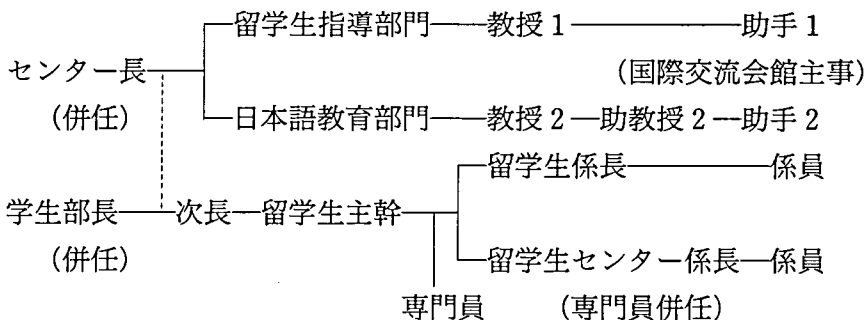 留学生指導部門 教授1 助手1
センター長 (国際交流会館主事)
(併任) 日本語教育部門 教授2 助教授2 助手2
留学生係長 係員
学生部長 次長 留学生主幹
(併任) 留学生センター係長 係員
専門員 (専門員併任)